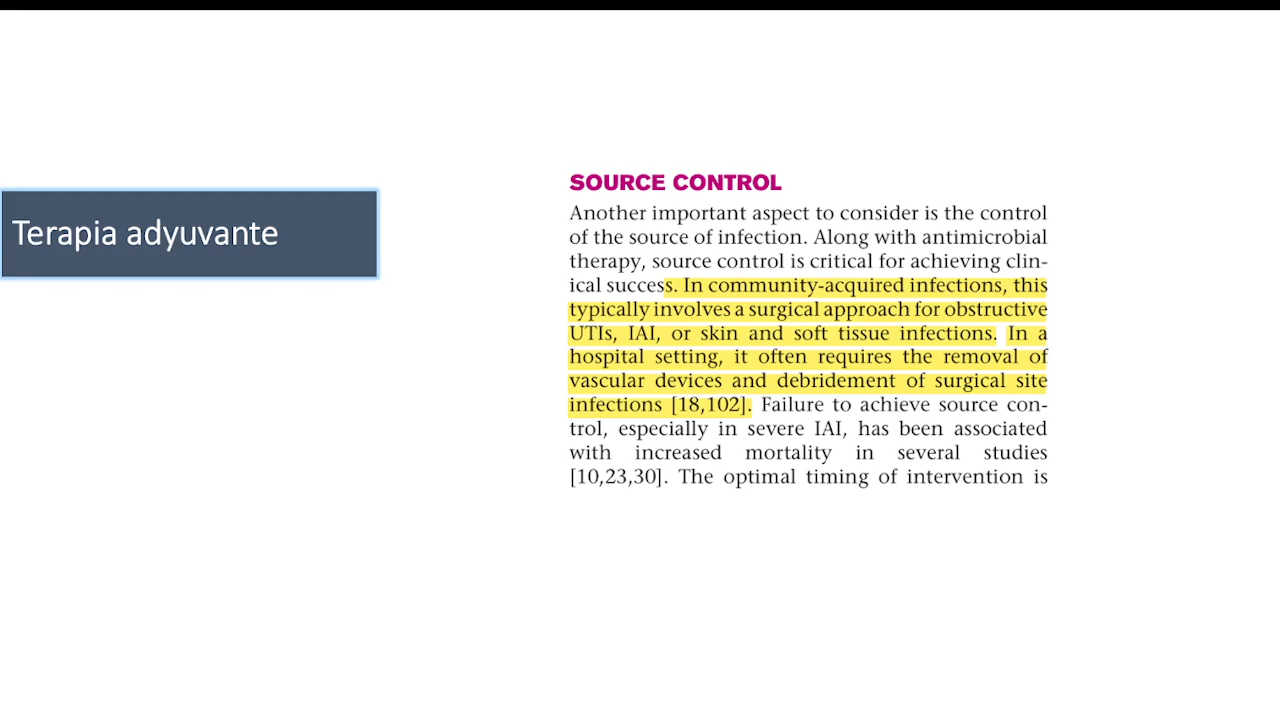 Terapia adyuvante
SOURCE CONTROL
Another important aspect to consider is the control
of the source of infection. Along with antimicrobial
therapy, source control is critical for achieving clin-
ical success. In community-acquired infections, this
typically involves a surgical approach for obstructive
UTIs, IAI, or skin and soft tissue infections. In a
hospital setting, it often requires the removal of
vascular devices and debridement of surgical site
infections [18,102]. Failure to achieve source con-
trol, especially in severe IAI, has been associated
with increased mortality in several studies
[10,23,30]. The optimal timing of intervention is